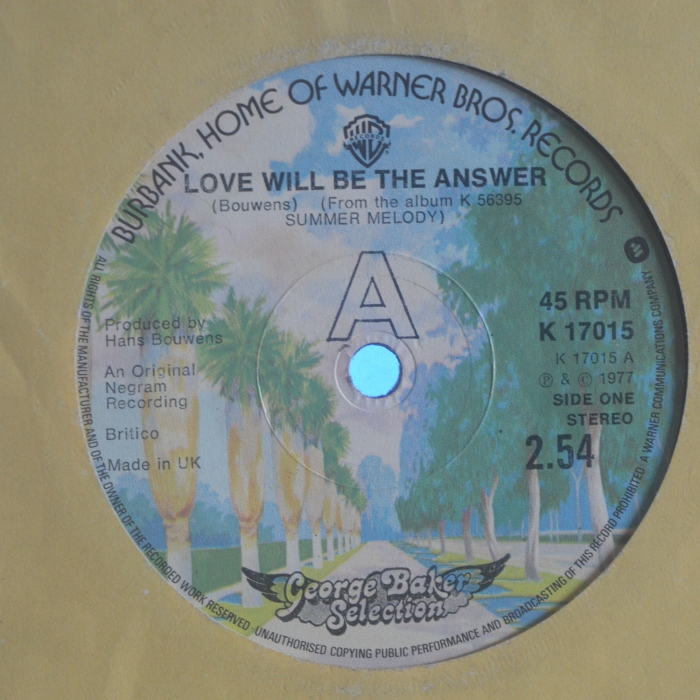 BURBANK, HOME OF WARNER BROS. RECORDS
W
RECORDS
LOVE WILL BE THE ANSWER
(Bouwens) (From the album K 56395
SUMMER MELODY)
A
Produced by
Hans Bouwens
An Original
Negram
Recording
Britico
Made in UK
45 RPM
K 17015
K 17015 A
Ⓟ & © 1977
SIDE ONE
STEREO
2.54
George Baker
Selection
ALL RIGHTS OF THE MANUFACTURER AND OF THE OWNER OF THE RECORDED WORK RESERVED UNAUTHORISED COPYING PUBLIC PERFORMANCE AND BROADCASTING OF THIS RECORD PROHIBITED A WARNER COMMUNICATIONS COMPANY